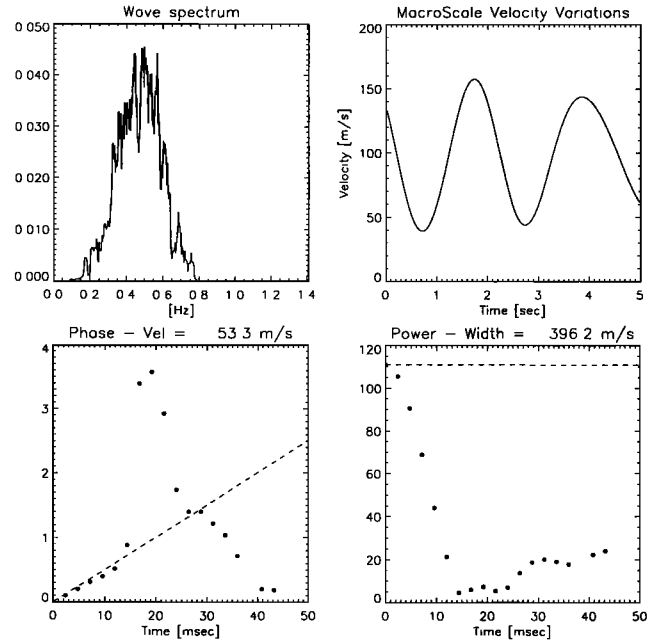 Wave spectrum
0 050
0 040
0 030
0 020
0 010
0 000
0 0 0 2 0 4 0 6 0 8 1 0 1 2 1 4
[Hz]
MacroScale Velocity Variations
200
150
100
50
0
Velocity [m/s]
0 1 2 3 4 5
Time [sec]
Phase - Vel = 53 3 m/s
4
3
2
1
0
0 10 20 30 40 50
Time [msec]
Power - Width = 396 2 m/s
120
100
80
60
40
20
0
0 10 20 30 40 50
Time [msec]